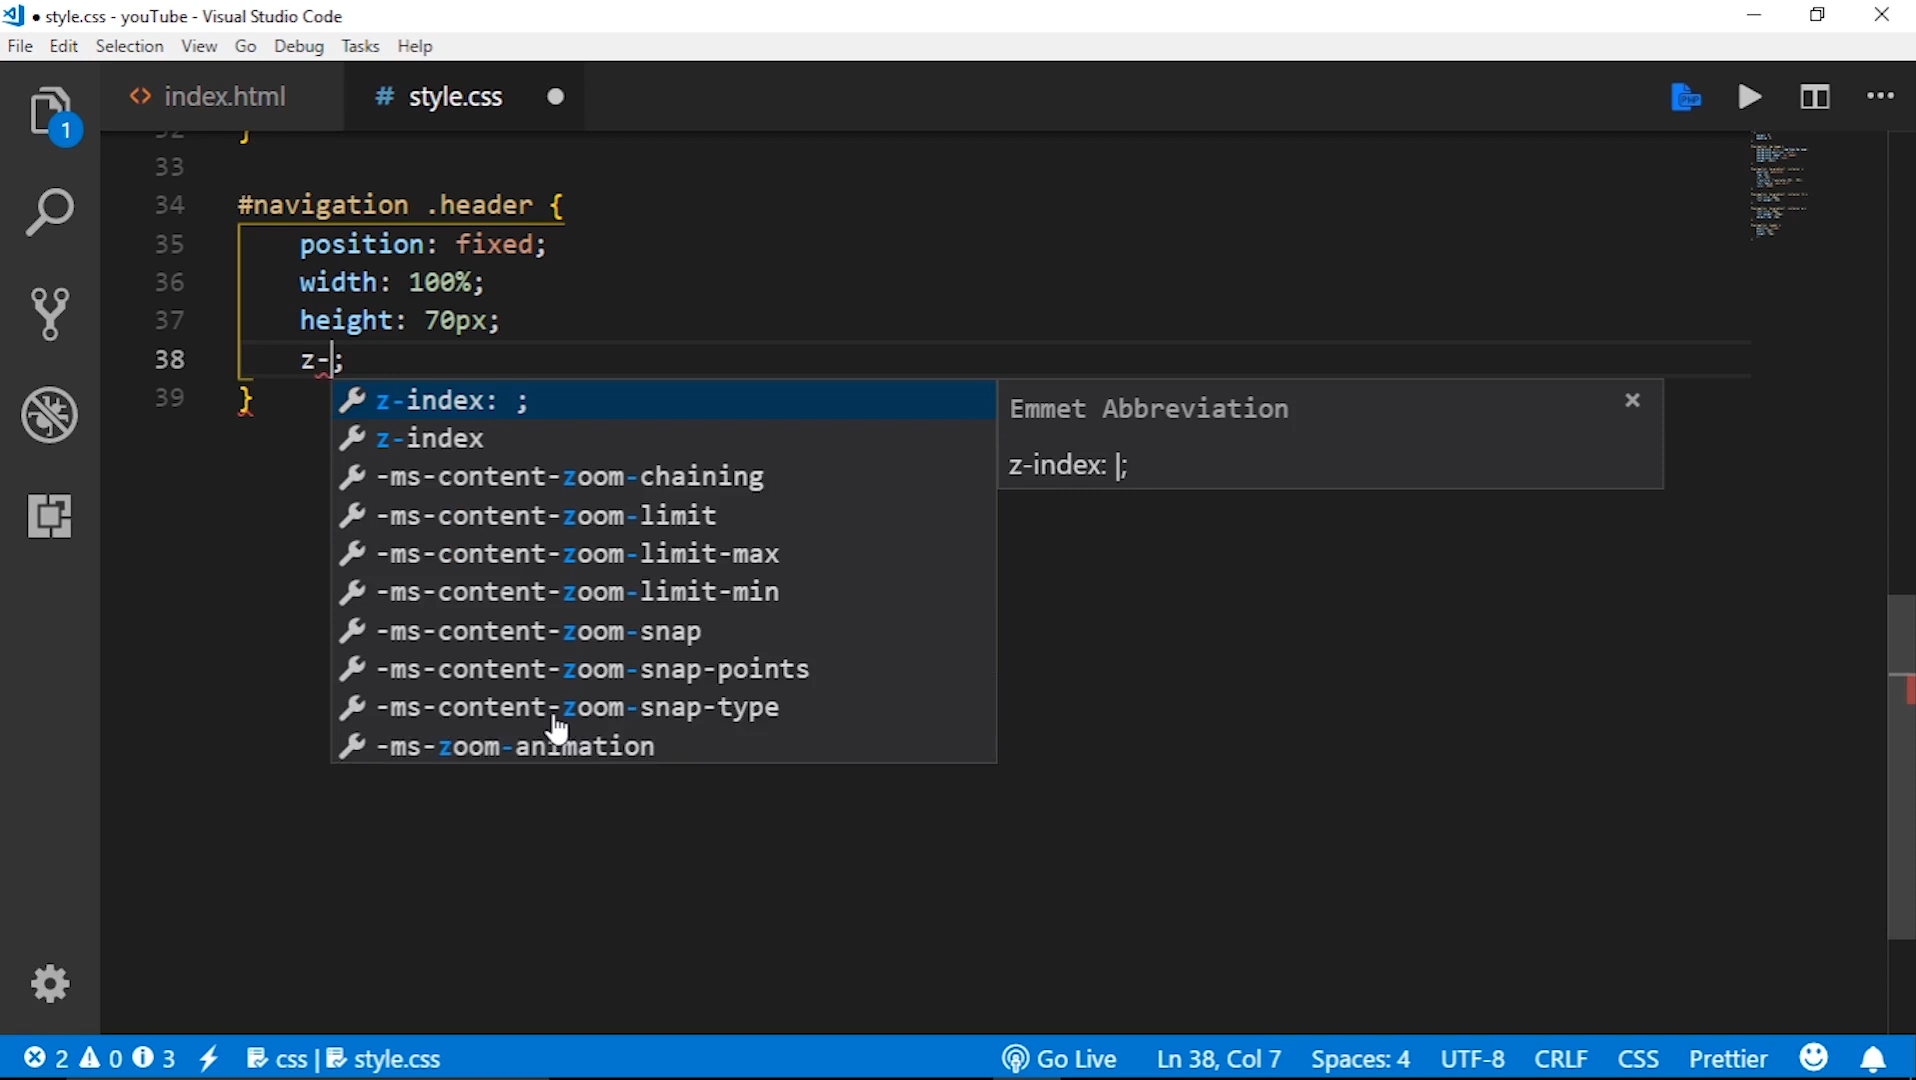 ● style.css - youTube - Visual Studio Code
File Edit Selection View Go Debug Tasks Help
1
<> index.html # style.css ●
PHP
32 }
33
34 #navigation .header {
35 position: fixed;
36 width: 100%;
37 height: 70px;
38 z-;
39 }
z-index: ;
z-index
-ms-content-zoom-chaining
-ms-content-zoom-limit
-ms-content-zoom-limit-max
-ms-content-zoom-limit-min
-ms-content-zoom-snap
-ms-content-zoom-snap-points
-ms-content-zoom-snap-type
-ms-zoom-animation
Emmet Abbreviation
z-index: |;
2 0 3 css | style.css Go Live Ln 38, Col 7 Spaces: 4 UTF-8 CRLF CSS Prettier